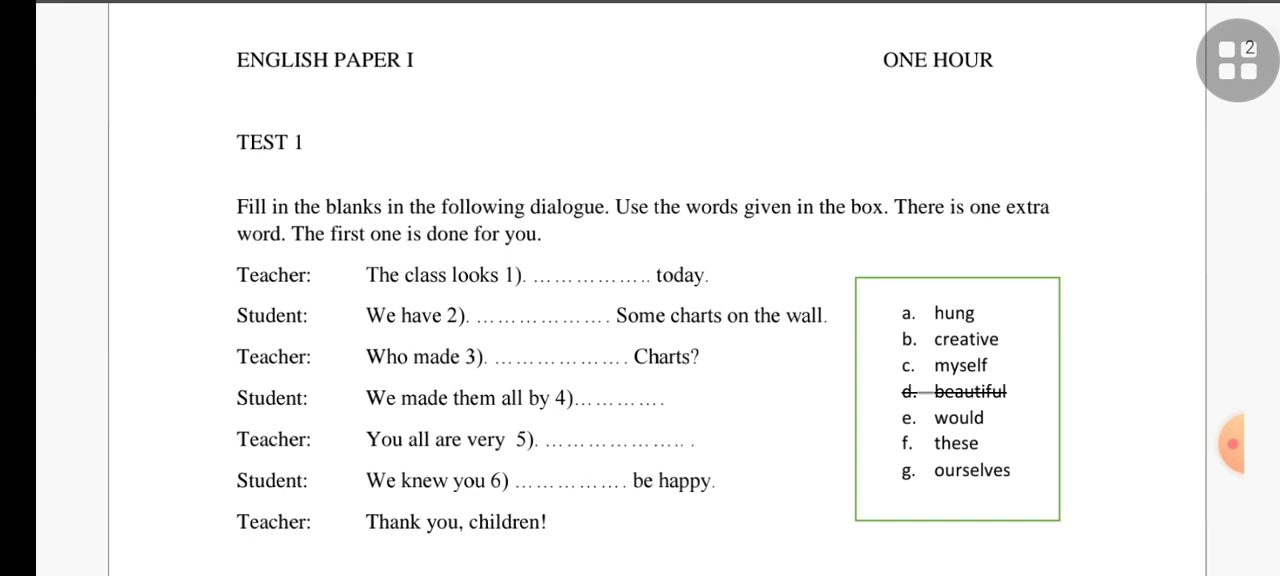 ENGLISH PAPER I ONE HOUR
2
TEST 1
Fill in the blanks in the following dialogue. Use the words given in the box. There is one extra
word. The first one is done for you.
Teacher: The class looks 1). ……………... today.
Student: We have 2). ………………. Some charts on the wall.
Teacher: Who made 3). ………………. Charts?
Student: We made them all by 4)………….
Teacher: You all are very 5). ………………….. .
Student: We knew you 6) ……………. be happy.
Teacher: Thank you, children!
a. hung
b. creative
c. myself
d. beautiful
e. would
f. these
g. ourselves